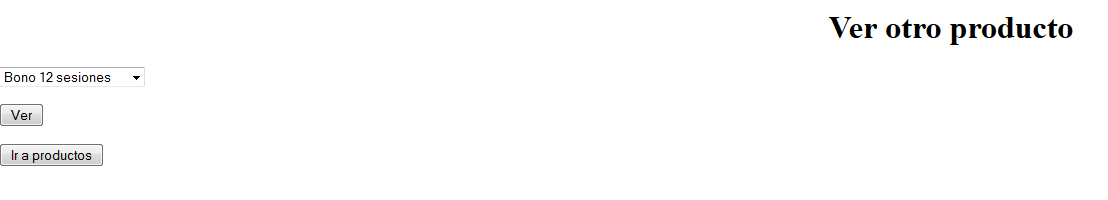 Ver otro producto
Bono 12 sesiones
Ver
Ir a productos